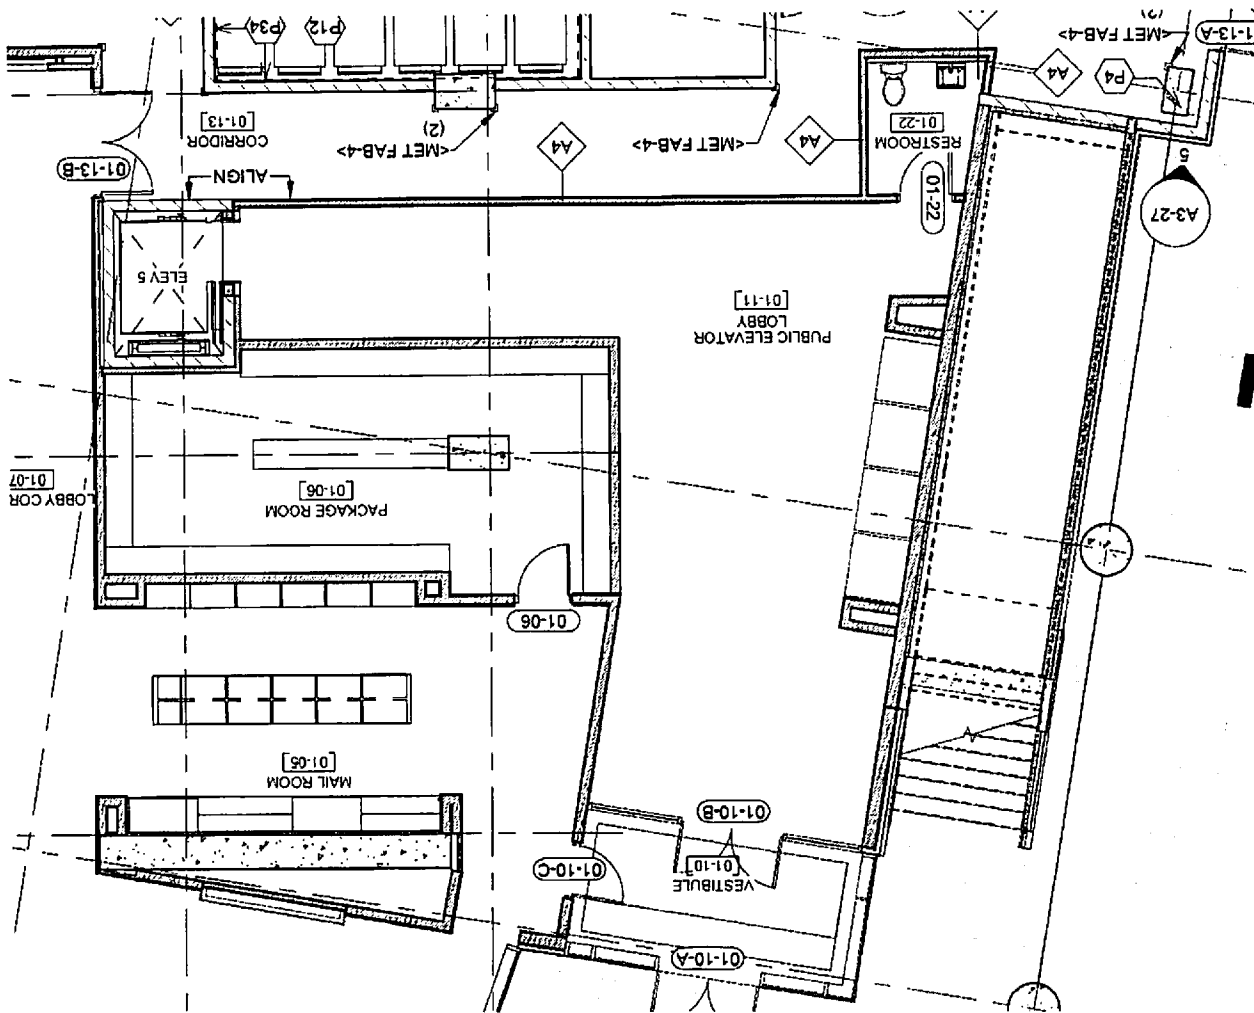 01-10-A
VESTIBULE
[01-10]
01-10-C
01-10-B
MAIL ROOM
[01-05]
01-06
PACKAGE ROOM
[01-06]
LOBBY COR
01-07
PUBLIC ELEVATOR
LOBBY
[01-11]
ELEV 5
A3-27
5
01-22
ALIGN
01-13-B
RESTROOM
[01-22]
A4
A4
<MET FAB-4>
<MET FAB-4>
(2)
CORRIDOR
[01-13]
A4
P4
<MET FAB-4>
(2)
1-13-A
P12
P34